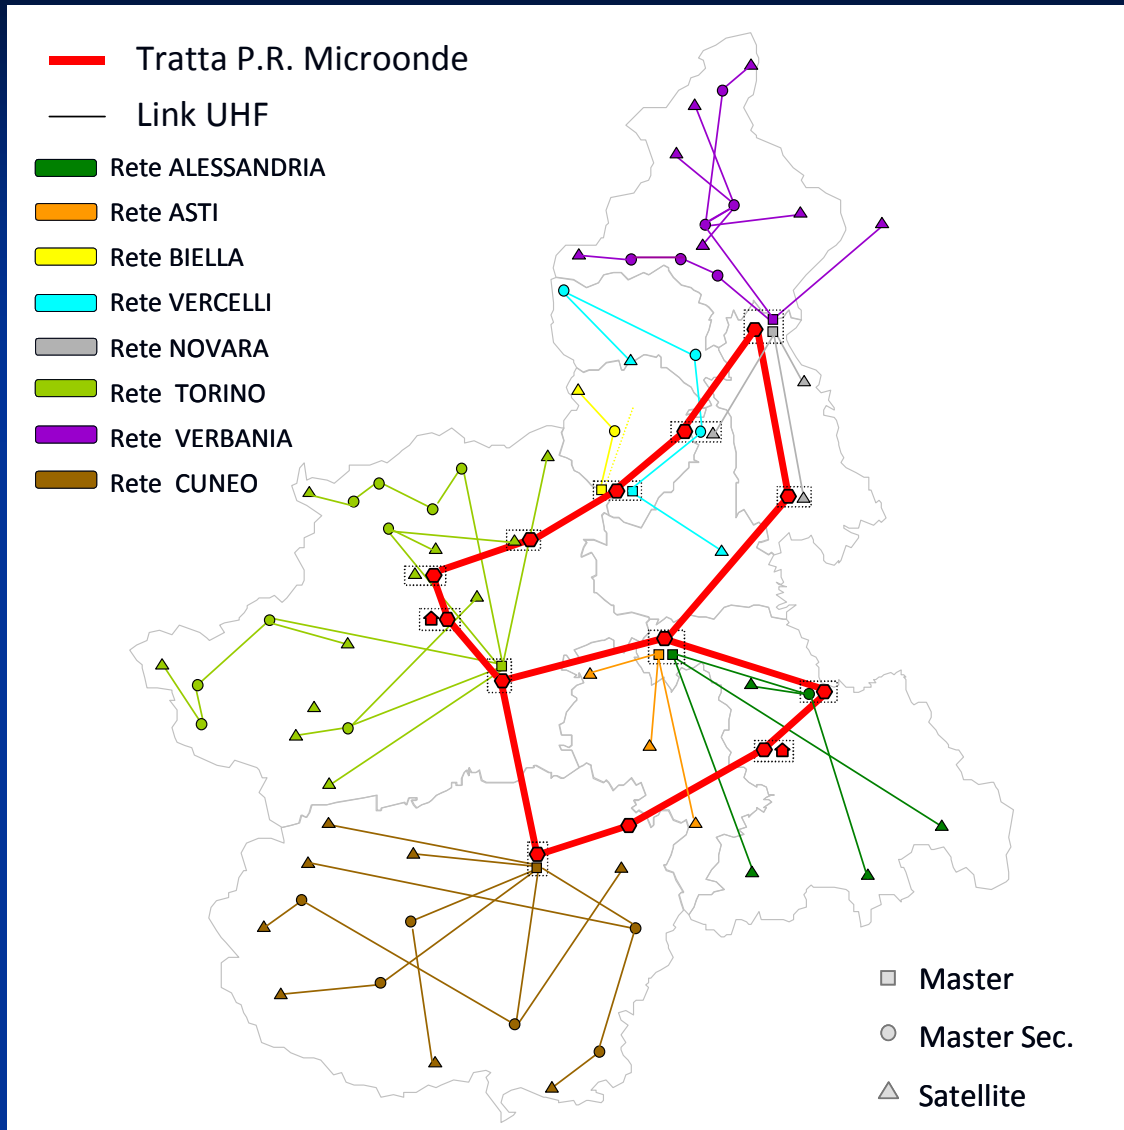 Tratta P.R. Microonde
Link UHF
Rete ALESSANDRIA
Rete ASTI
Rete BIELLA
Rete VERCELLI
Rete NOVARA
Rete TORINO
Rete VERBANIA
Rete CUNEO
Master
Master Sec.
Satellite